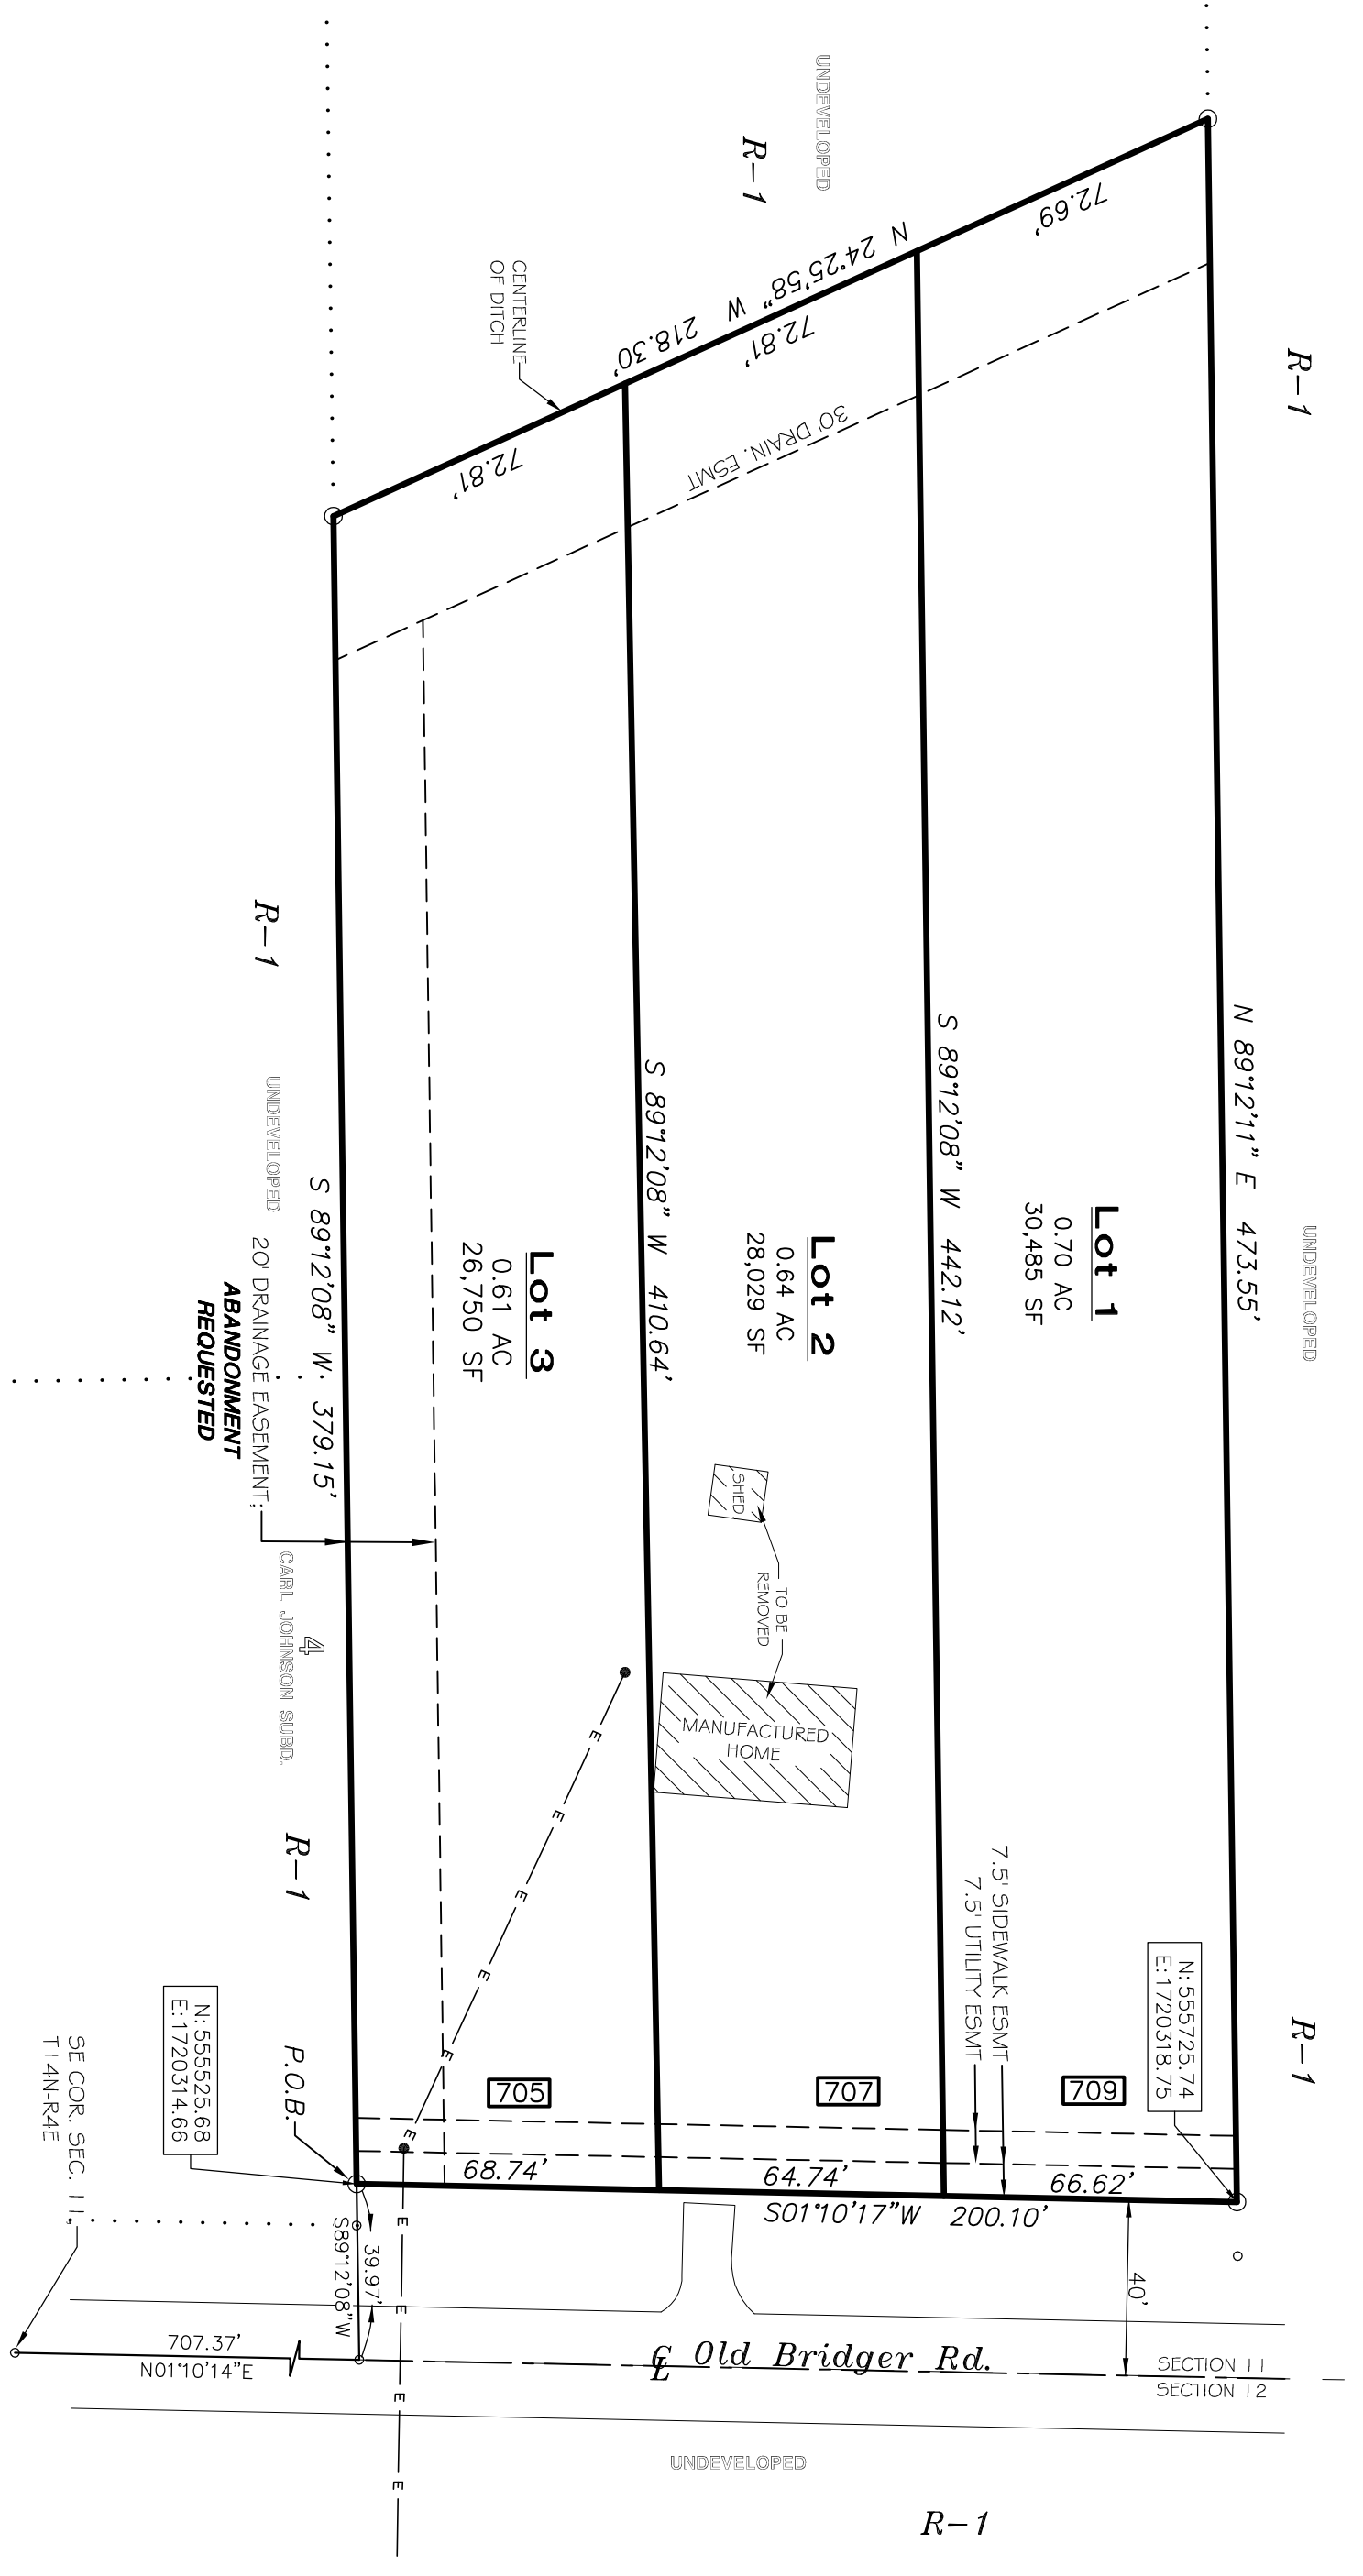 UNDEVELOPED
R-1
R-1
72.69'
N 24°25'58" W 218.30'
72.81'
72.81'
CENTERLINE
OF DITCH
30' DRAIN. ESMT
N 89°12'11" E 473.55'
UNDEVELOPED
R-1
Lot 1
0.70 AC
30,485 SF
S 89°12'08" W 442.12'
Lot 2
0.64 AC
28,029 SF
S 89°12'08" W 410.64'
Lot 3
0.61 AC
26,750 SF
S 89°12'08" W 379.15'
R-1
UNDEVELOPED
20' DRAINAGE EASEMENT;
ABANDONMENT
REQUESTED
SHED
TO BE
REMOVED
MANUFACTURED
HOME
4
CARL JOHNSON SUBD.
R-1
E
E
E
E
E
E
7.5' SIDEWALK ESMT
7.5' UTILITY ESMT
N:555725.74
E:1720318.75
709
707
705
N:555525.68
E:1720314.66
P.O.B.
SE COR. SEC. 11,
T14N-R4E
66.62'
64.74'
68.74'
S01°10'17"W 200.10'
40'
39.97'
S89°12'08"W
E
E
E
E
707.37'
N01°10'14"E
℄ Old Bridger Rd.
SECTION 11
SECTION 12
UNDEVELOPED
R-1